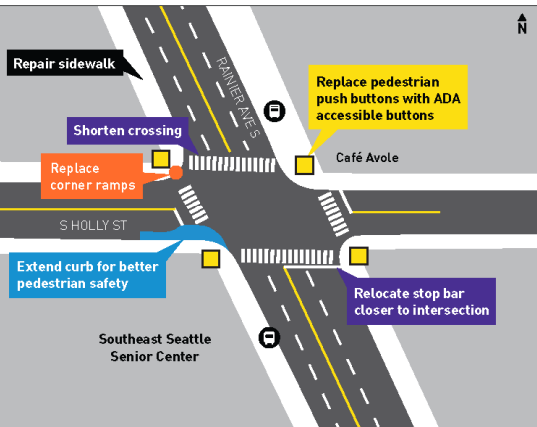 N
Repair sidewalk
RAINIER AVE S
Replace pedestrian
push buttons with ADA
accessible buttons
Shorten crossing
Café Avole
Replace
corner ramps
S HOLLY ST
Extend curb for better
pedestrian safety
Relocate stop bar
closer to intersection
Southeast Seattle
Senior Center